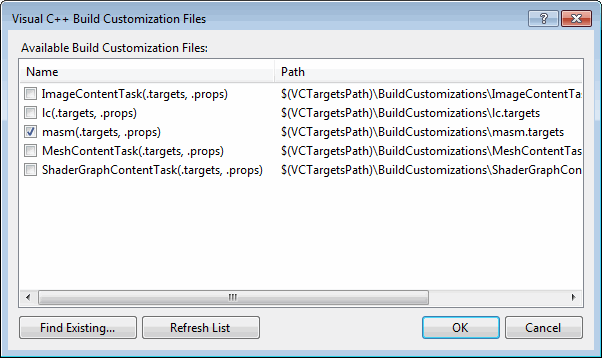 Visual C++ Build Customization Files
Available Build Customization Files:
Name Path
ImageContentTask(.targets, .props) $(VCTargetsPath)\BuildCustomizations\ImageContentTa
lc(.targets, .props) $(VCTargetsPath)\BuildCustomizations\lc.targets
masm(.targets, .props) $(VCTargetsPath)\BuildCustomizations\masm.targets
MeshContentTask(.targets, .props) $(VCTargetsPath)\BuildCustomizations\MeshContentTas
ShaderGraphContentTask(.targets, .props) $(VCTargetsPath)\BuildCustomizations\ShaderGraphCon
Find Existing... Refresh List OK Cancel